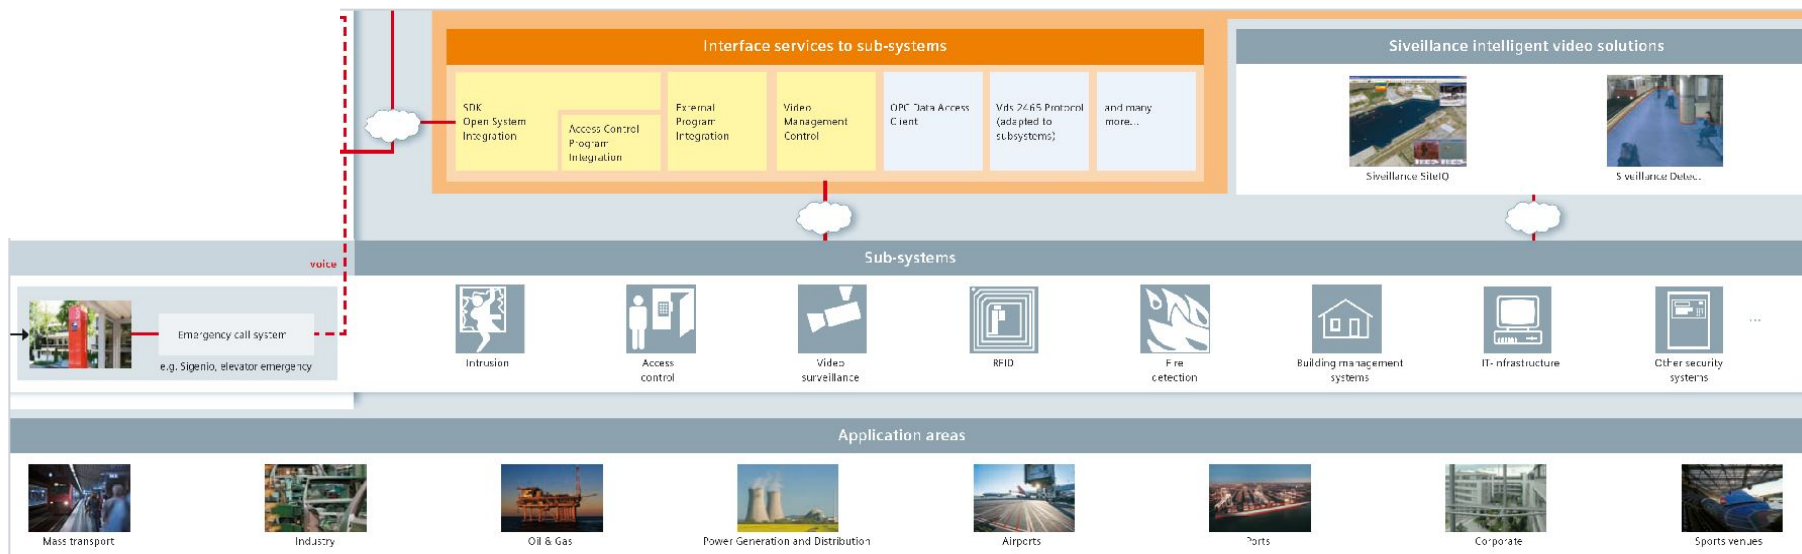 Interface services to sub-systems
Siveillance intelligent video solutions
SDK
Open System
Integration
Access Control
Program
Integration
External
Program
Integration
Video
Management
Control
OPC Data Access
Client
Vds 2465 Protocol
(adapted to
subsystems)
and many
more...
Siveillance SiteIQ
Siveillance Detect
voice
Sub-systems
Emergency call system
e.g. Sigenio, elevator emergency
Intrusion
Access
control
Video
surveillance
RFID
Fire
detection
Building management
systems
IT-Infrastructure
Other security
systems
...
Application areas
Mass transport
Industry
Oil & Gas
Power Generation and Distribution
Airports
Ports
Corporate
Sports venues